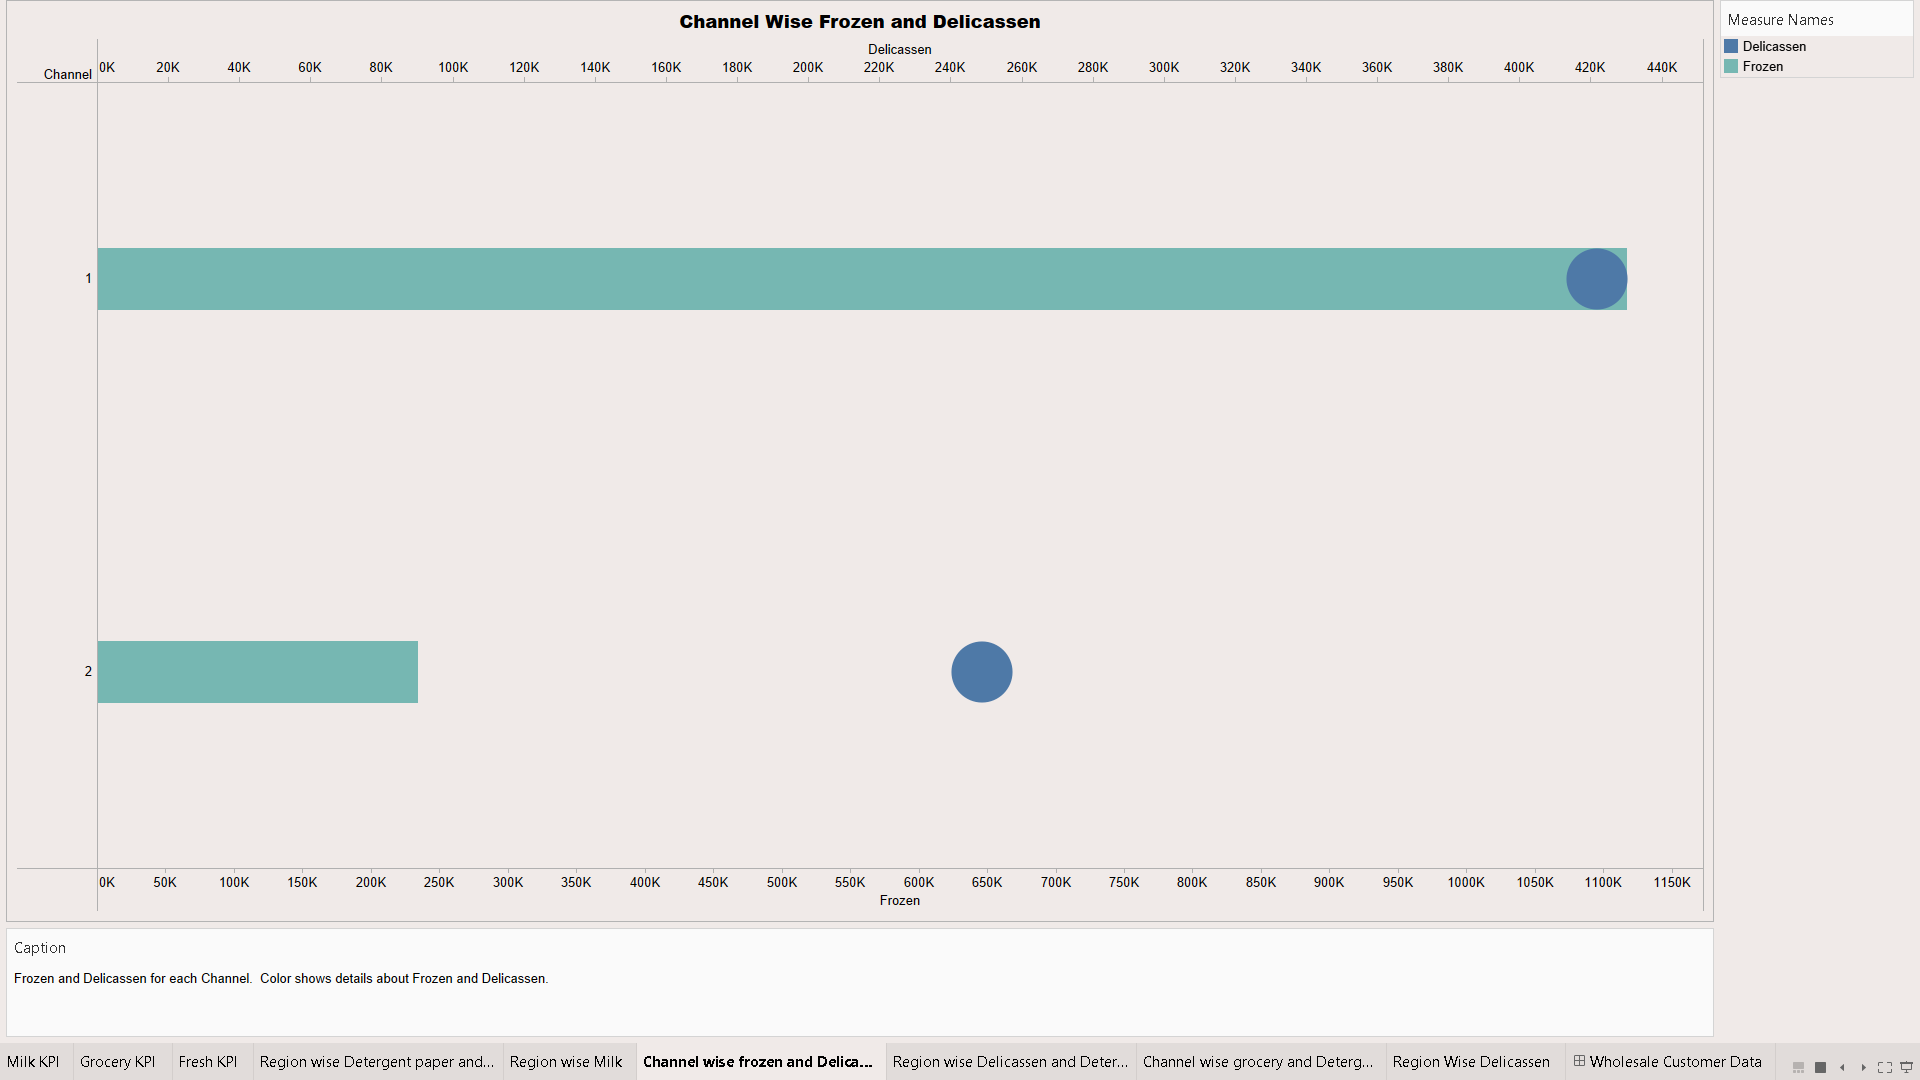 Channel Wise Frozen and Delicassen
Delicassen
Channel 0K 20K 40K 60K 80K 100K 120K 140K 160K 180K 200K 220K 240K 260K 280K 300K 320K 340K 360K 380K 400K 420K 440K
1
2
0K 50K 100K 150K 200K 250K 300K 350K 400K 450K 500K 550K 600K 650K 700K 750K 800K 850K 900K 950K 1000K 1050K 1100K 1150K
Frozen
Measure Names
Delicassen
Frozen
Caption
Frozen and Delicassen for each Channel. Color shows details about Frozen and Delicassen.
Milk KPI Grocery KPI Fresh KPI Region wise Detergent paper and... Region wise Milk Channel wise frozen and Delica... Region wise Delicassen and Deter... Channel wise grocery and Deterg... Region Wise Delicassen Wholesale Customer Data